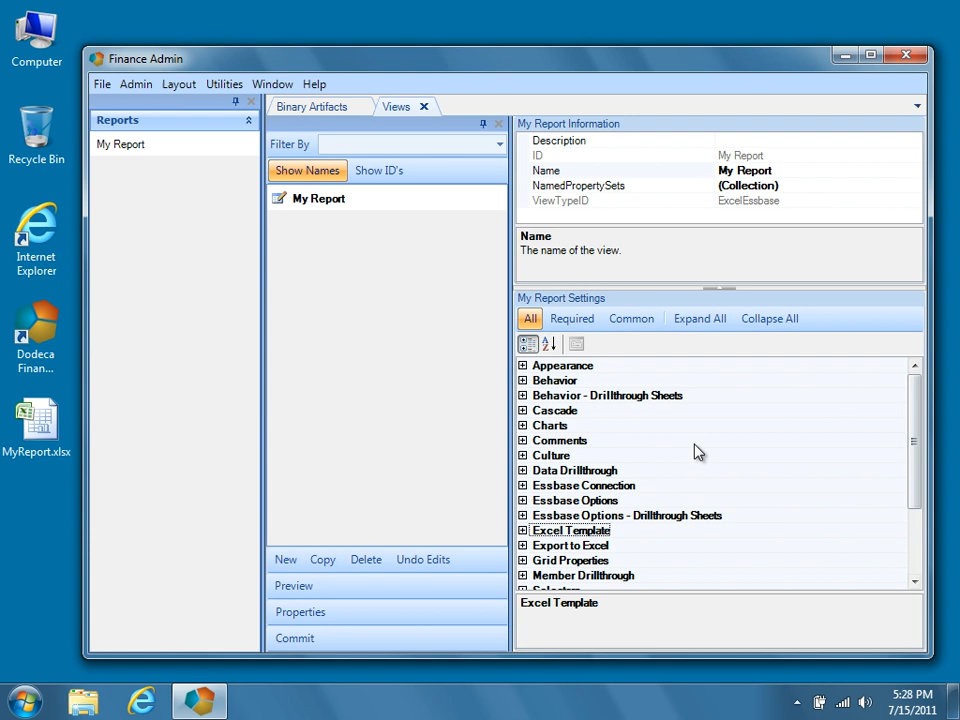 Computer
Recycle Bin
Internet
Explorer
Dodeca
Finan...
MyReport.xlsx
Finance Admin
File Admin Layout Utilities Window Help
Reports
My Report
Binary Artifacts Views
Filter By
Show Names Show ID's
My Report
New Copy Delete Undo Edits
Preview
Properties
Commit
My Report Information
Description
ID My Report
Name My Report
NamedPropertySets (Collection)
ViewTypeID ExcelEssbase
Name
The name of the view.
My Report Settings
All Required Common Expand All Collapse All
Appearance
Behavior
Behavior - Drillthrough Sheets
Cascade
Charts
Comments
Culture
Data Drillthrough
Essbase Connection
Essbase Options
Essbase Options - Drillthrough Sheets
Excel Template
Export to Excel
Grid Properties
Member Drillthrough
Selectors
Excel Template
5:28 PM
7/15/2011